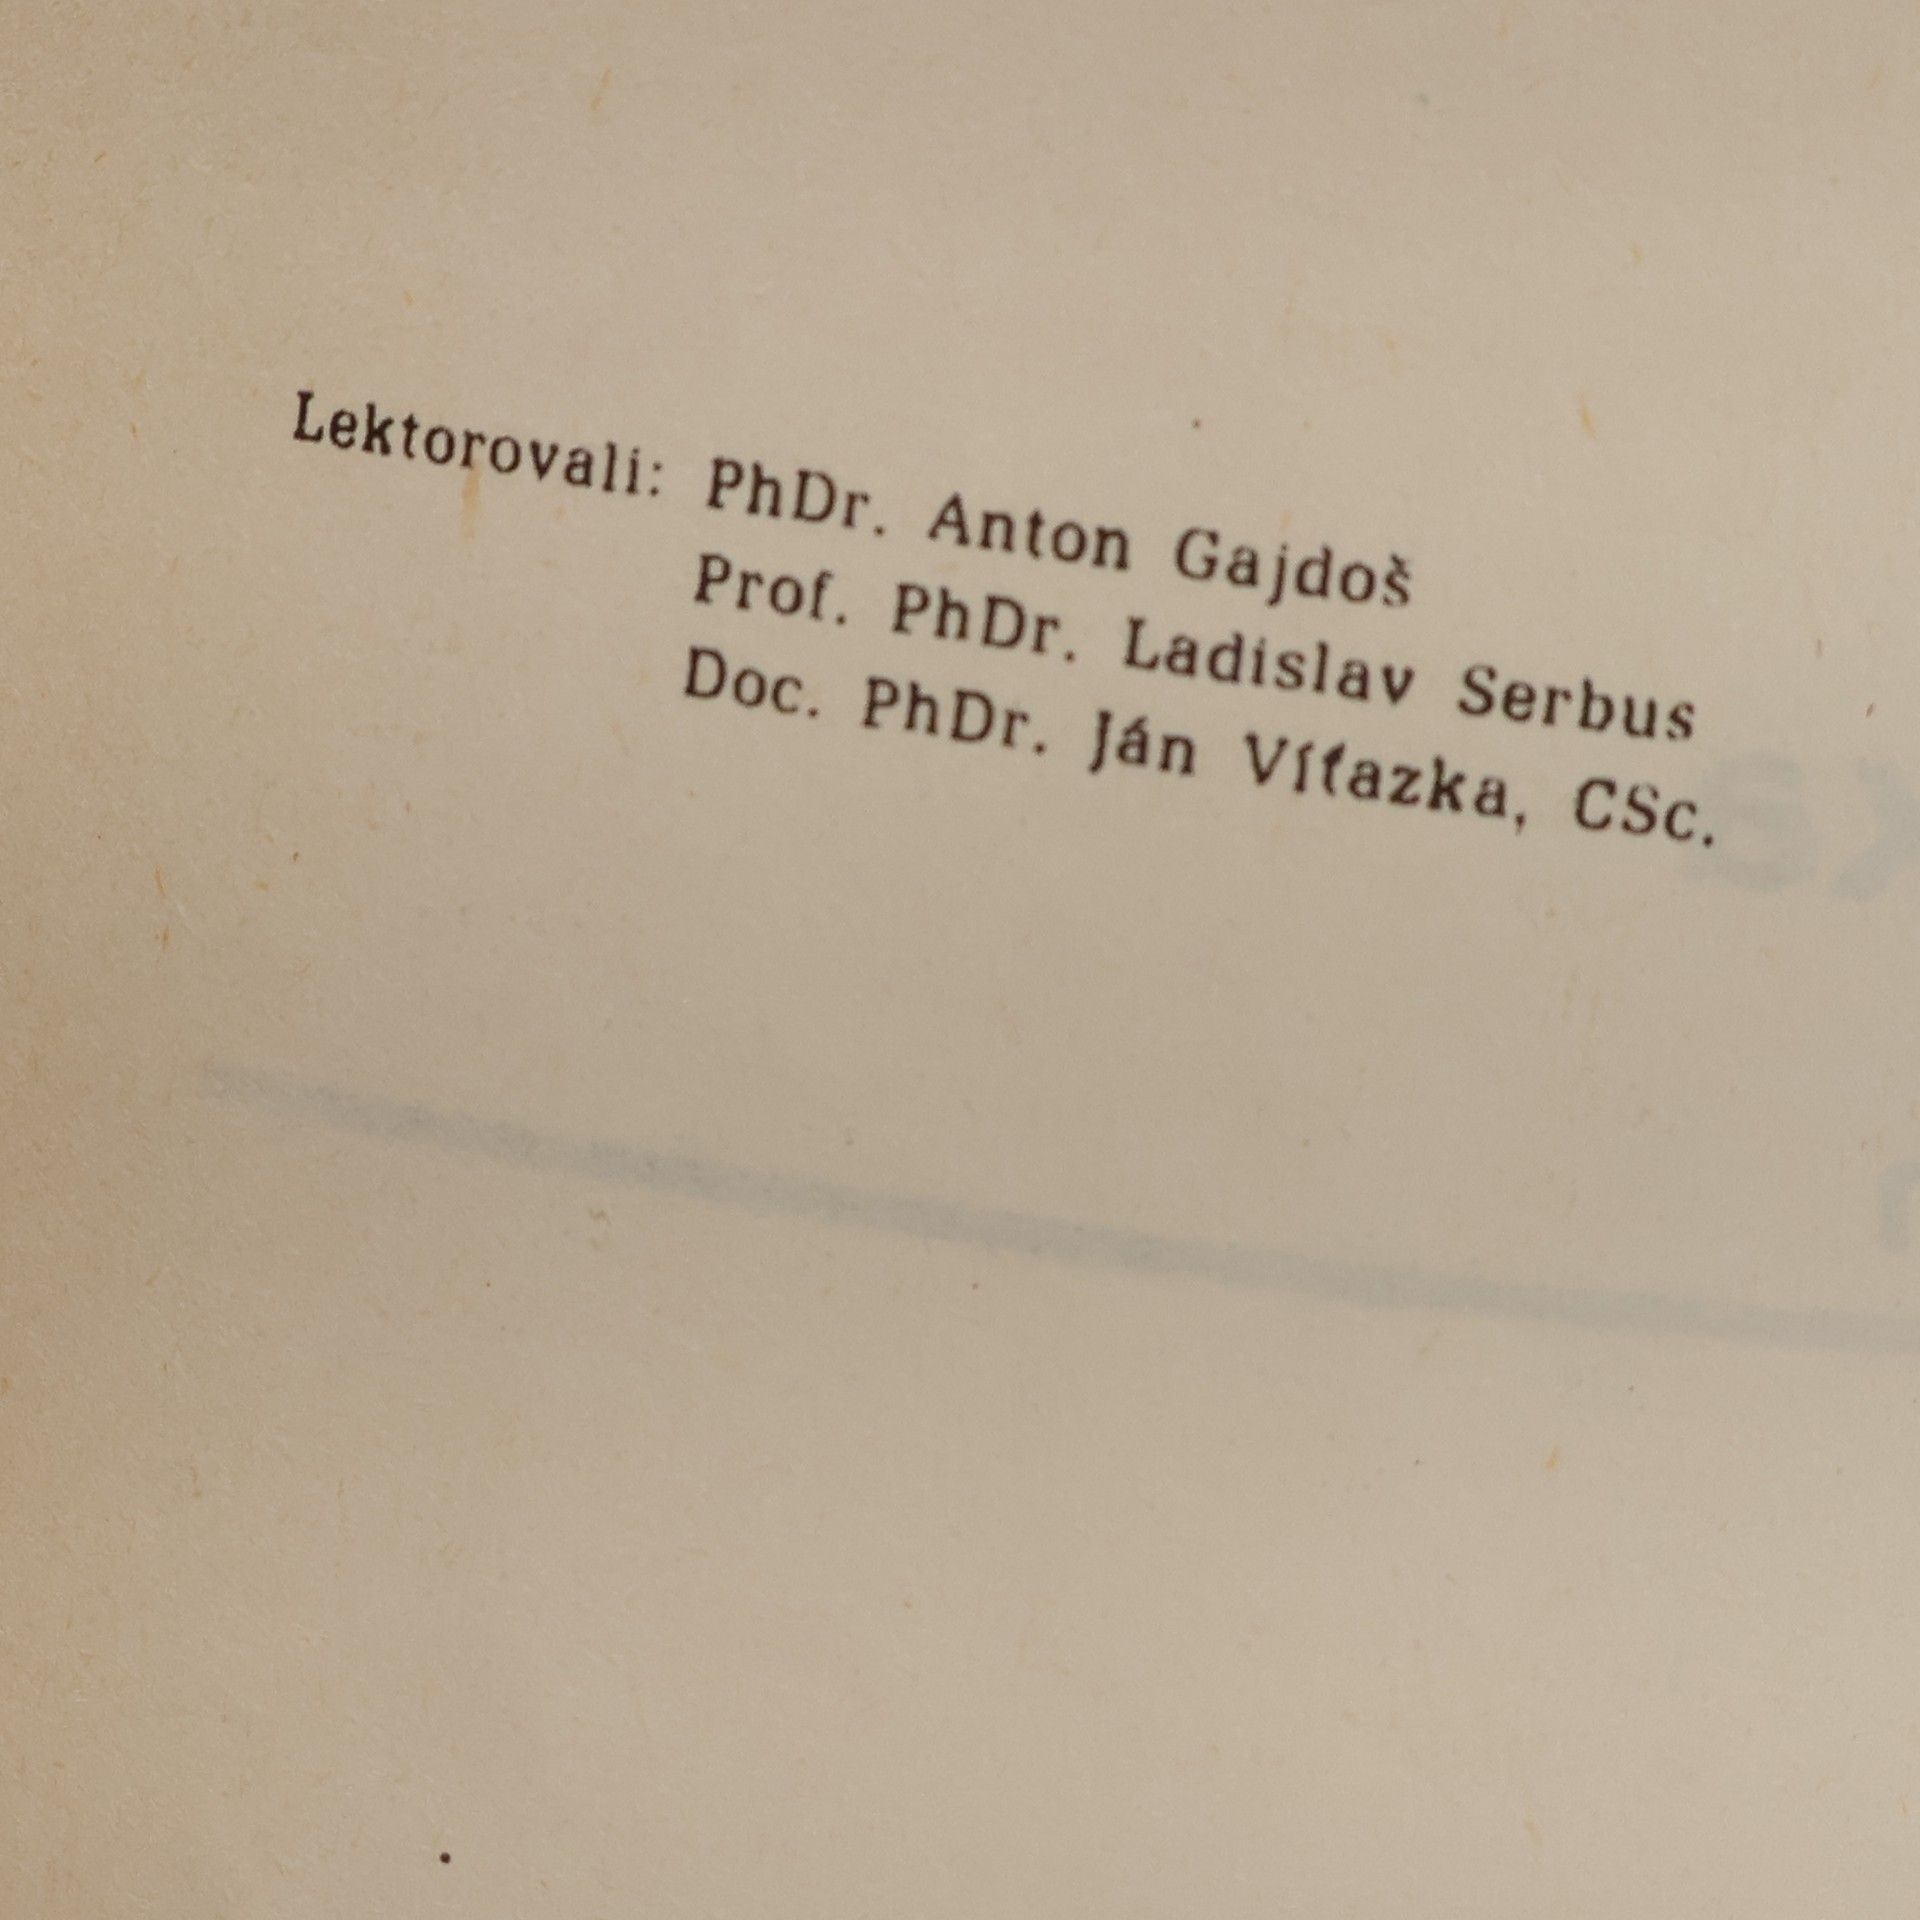 Lektorovali: PhDr. Anton Gajdoš
Prof. PhDr. Ladislav Serbus
Doc. PhDr. Ján Víťazka, CSc.